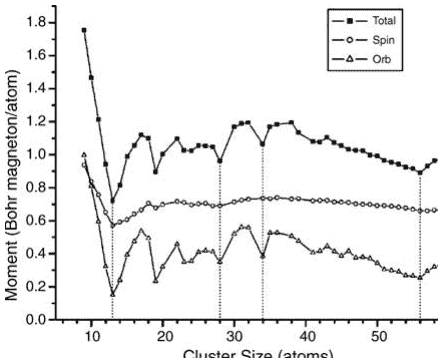 Total
Spin
Orb
1.8
1.6
1.4
1.2
1.0
0.8
0.6
0.4
0.2
0.0
Moment (Bohr magneton/atom)
10 20 30 40 50
Cluster Size (atoms)